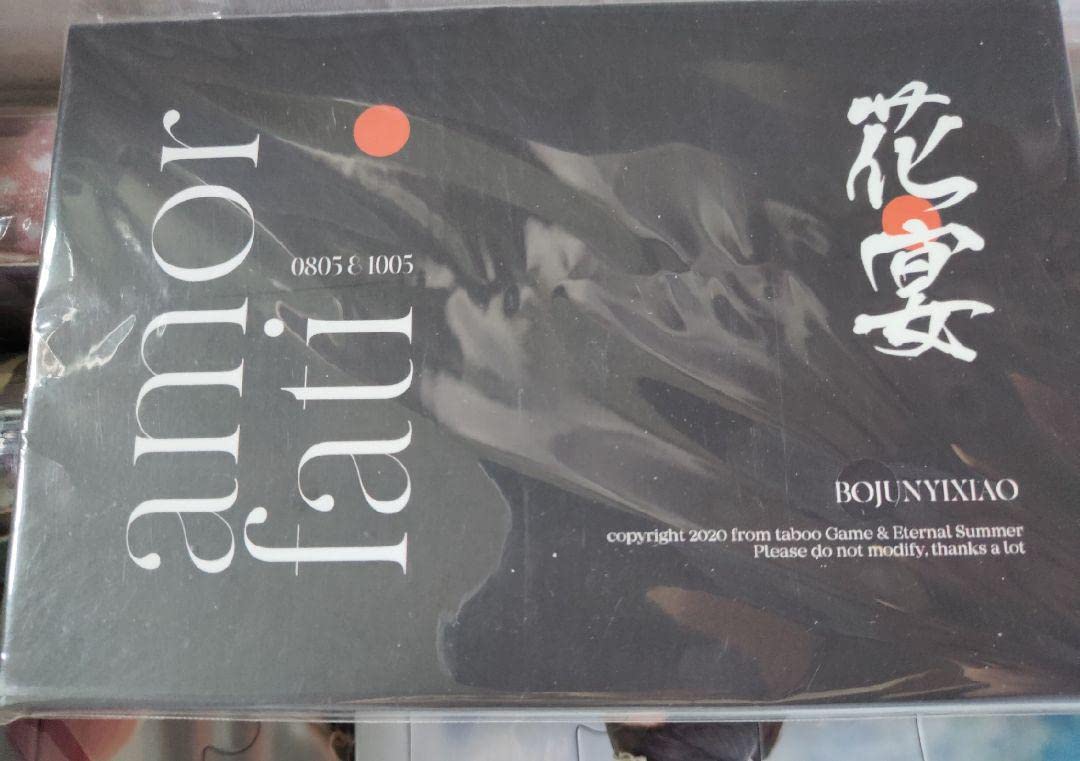 amor
fati
0805 & 1005
花宴
BOJUNYIXIAO
copyright 2020 from taboo Game & Eternal Summer
Please do not modify, thanks a lot